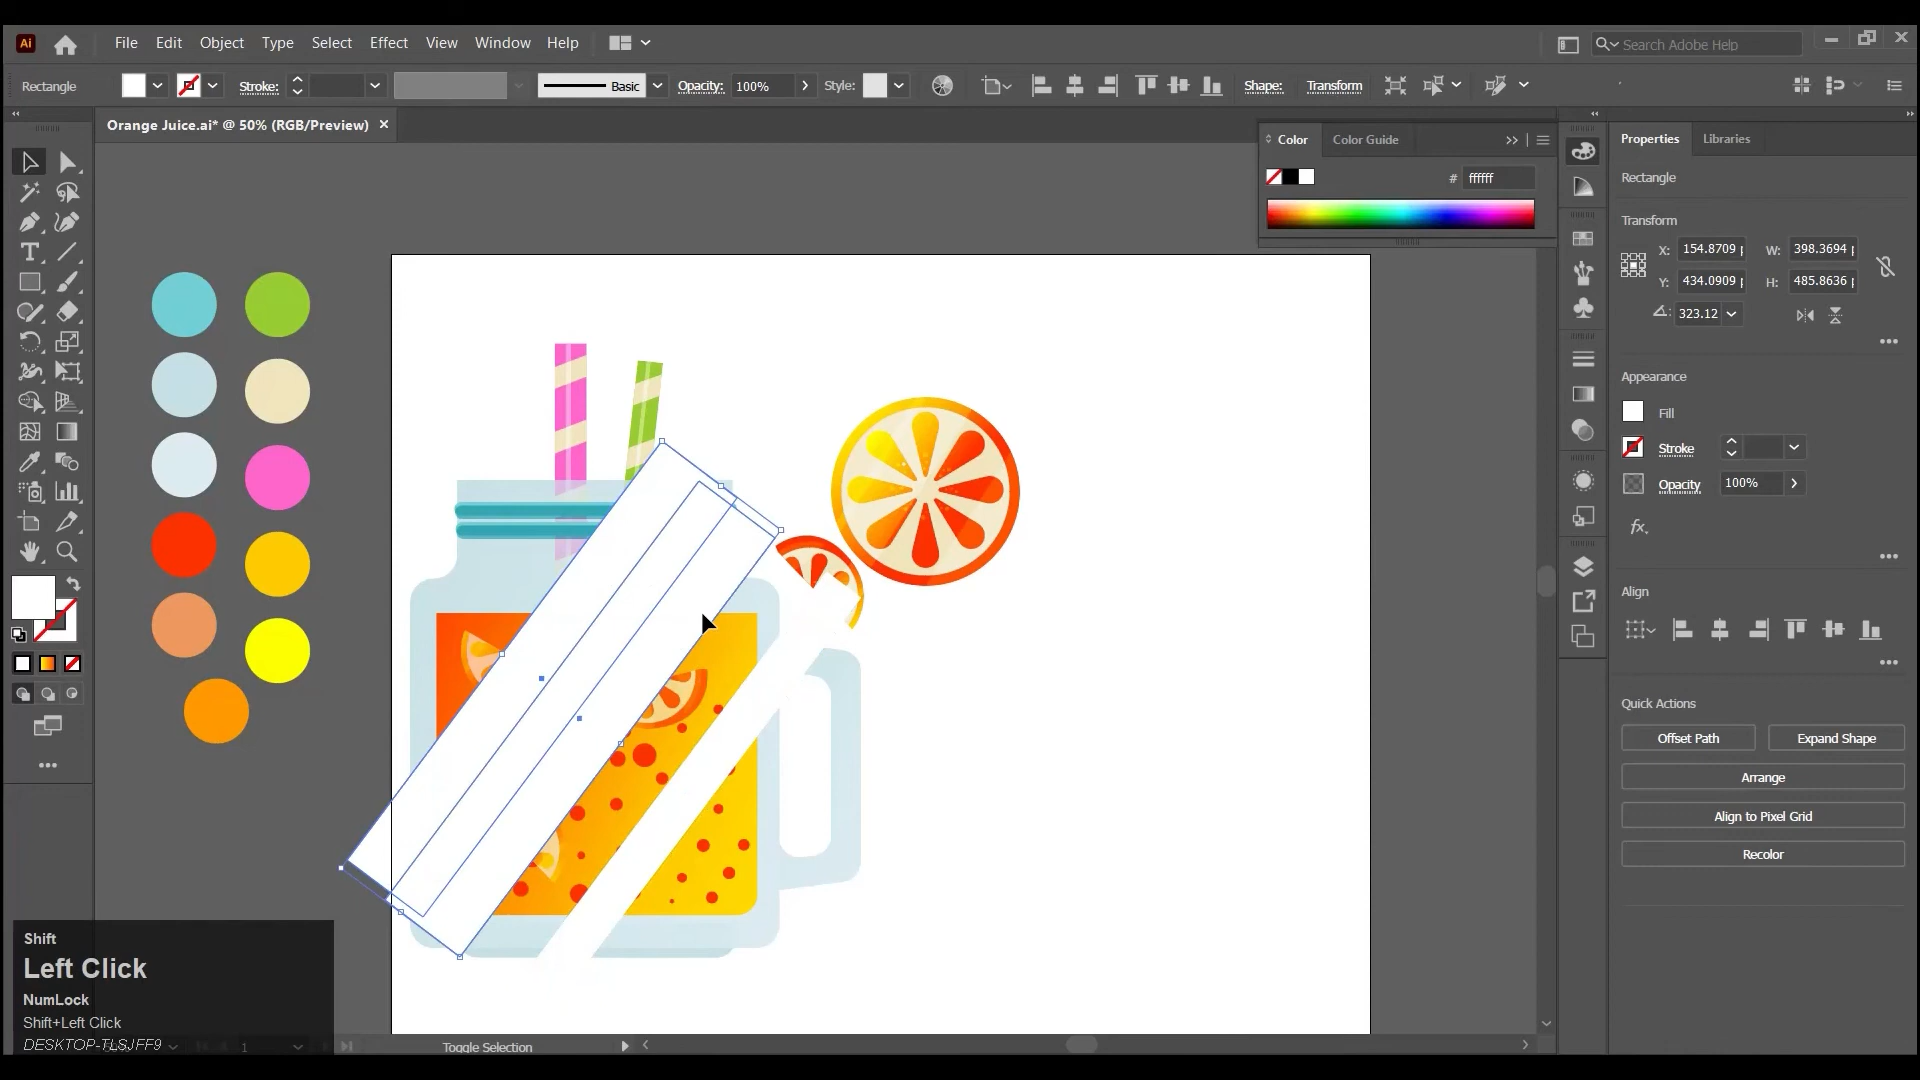 Ai File Edit Object Type Select Effect View Window Help Search Adobe Help
Rectangle Stroke: Basic Opacity: 100% Style: Shape: Transform
Orange Juice.ai* @ 50% (RGB/Preview) ×
Color Color Guide
# ffffff
Properties Libraries
Rectangle
Transform
X: 154.8709 p W: 398.3694 p
Y: 434.0909 p H: 485.8636 p
323.12
Appearance
Fill
Stroke
Opacity 100%
fx.
Align
Quick Actions
Offset Path Expand Shape
Arrange
Align to Pixel Grid
Recolor
Shift
Left Click
NumLock
Shift+Left Click
DESKTOP-TLSJFF9
1 Toggle Selection